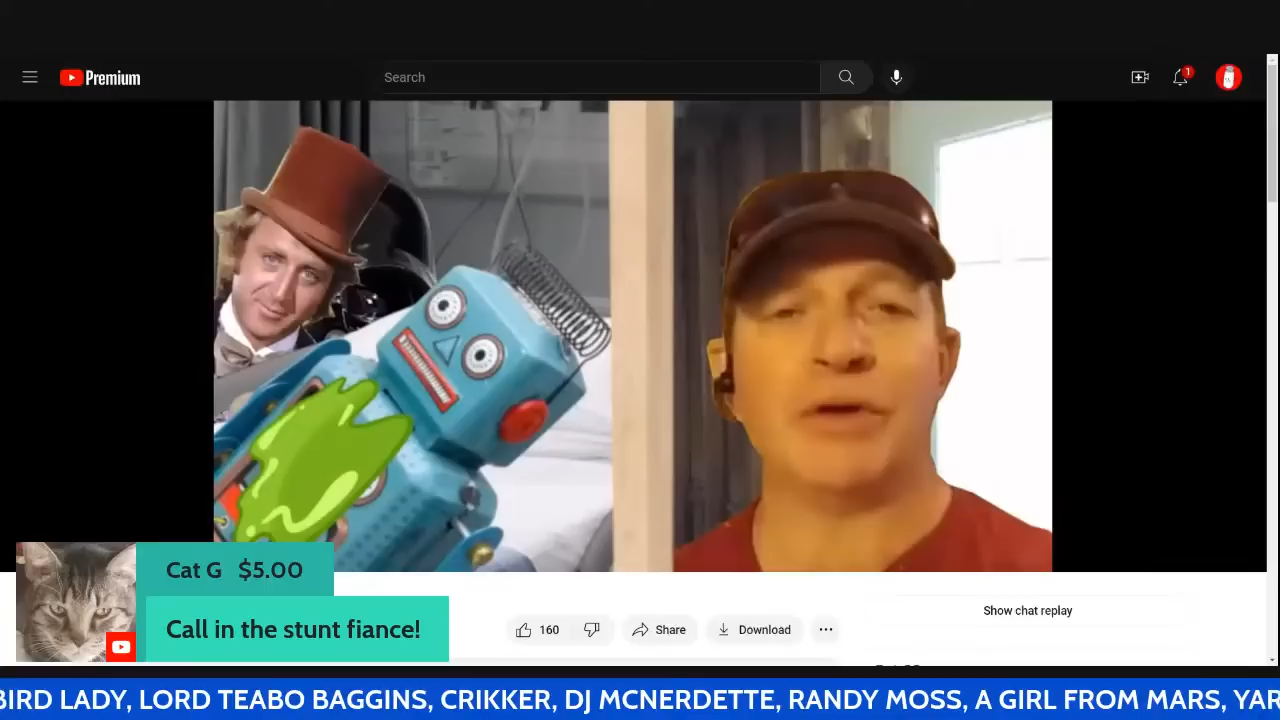 Premium
Search
1
Cat G $5.00
Call in the stunt fiance!
160
Share
Download
Show chat replay
BIRD LADY, LORD TEABO BAGGINS, CRIKKER, DJ MCNERDETTE, RANDY MOSS, A GIRL FROM MARS, YAR